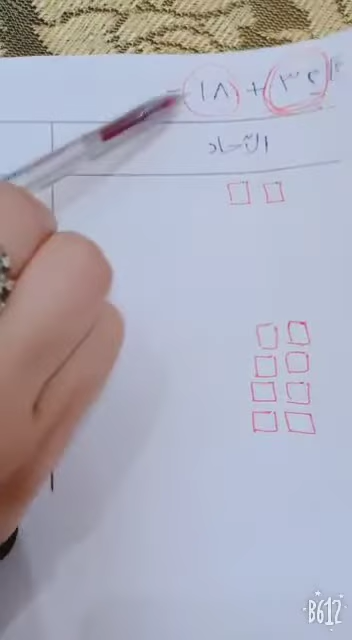 ٣٢ + ١٨ =
الآحاد
B612